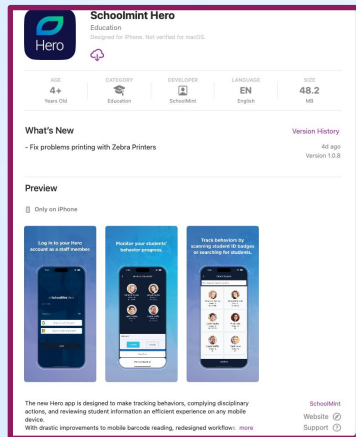 Schoolmint Hero
Education
Designed for iPhone. Not verified for macOS.
Hero
AGE
4+
Years Old
CATEGORY
Education
DEVELOPER
SchoolMint
LANGUAGE
EN
English
SIZE
48.2
MB
What's New
Version History
- Fix problems printing with Zebra Printers
4d ago
Version 1.0.8
Preview
Only on iPhone
Log in to your Hero
account as a staff member.
Monitor your students'
behavior progress.
Track behaviors by
scanning student ID badges
or searching for students.
The new Hero app is designed to make tracking behaviors, complying disciplinary
actions, and reviewing student information an efficient experience on any mobile
device.
With drastic improvements to mobile barcode reading, redesigned workflows more
SchoolMint
Website
Support